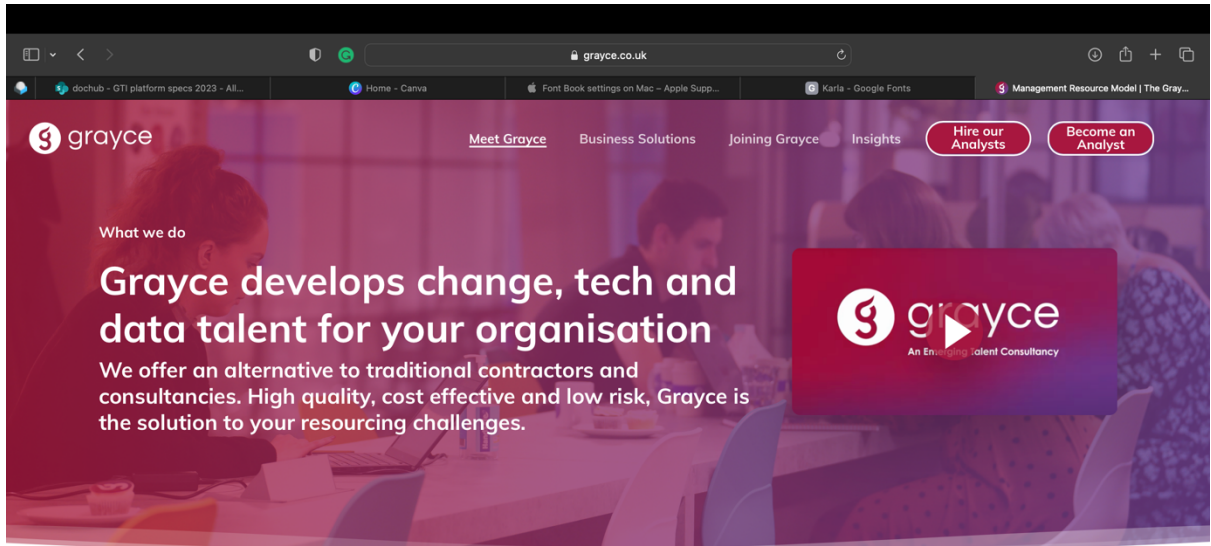 grayce.co.uk
dochub - GTI platform specs 2023 - All...
Home - Canva
Font Book settings on Mac – Apple Supp...
G Karla - Google Fonts
Management Resource Model | The Gray...
grayce
Meet Grayce
Business Solutions
Joining Grayce
Insights
Hire our
Analysts
Become an
Analyst
What we do
Grayce develops change, tech and
data talent for your organisation
We offer an alternative to traditional contractors and
consultancies. High quality, cost effective and low risk, Grayce is
the solution to your resourcing challenges.
grayce
An Emerging Talent Consultancy